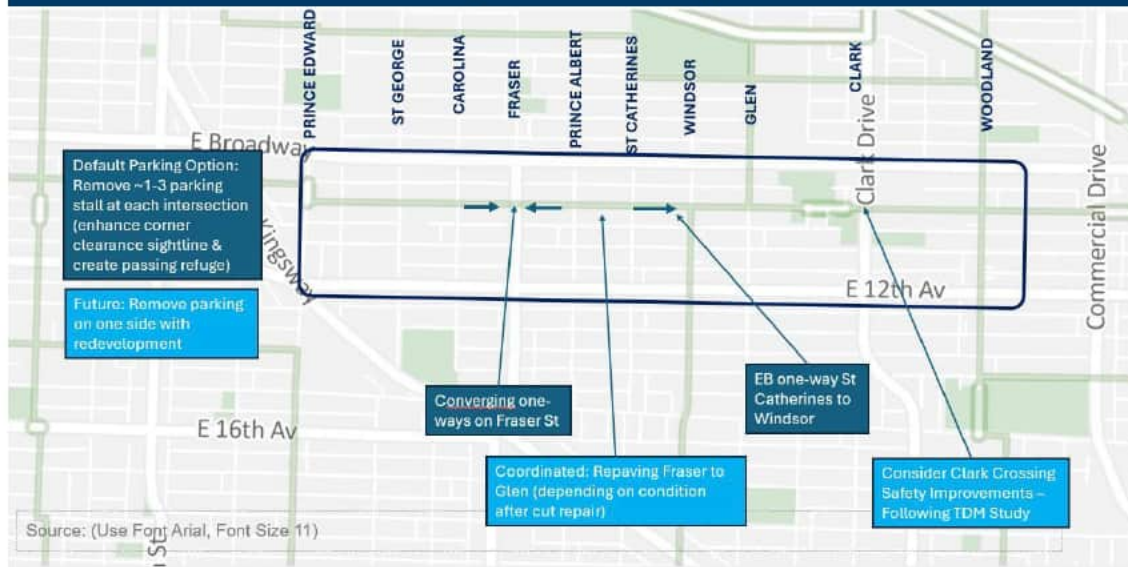 PRINCE EDWARD
ST GEORGE
CAROLINA
FRASER
PRINCE ALBERT
ST CATHERINES
WINDSOR
GLEN
CLARK
WOODLAND
E Broadway
Kingsway
Clark Drive
Commercial Drive
E 12th Av
E 16th Av
Default Parking Option:
Remove ~1-3 parking
stall at each intersection
(enhance corner
clearance sightline &
create passing refuge)
Future: Remove parking
on one side with
redevelopment
Converging one-
ways on Fraser St
EB one-way St
Catherines to
Windsor
Coordinated: Repaving Fraser to
Glen (depending on condition
after cut repair)
Consider Clark Crossing
Safety Improvements –
Following TDM Study
Source: (Use Font Arial, Font Size 11)
St